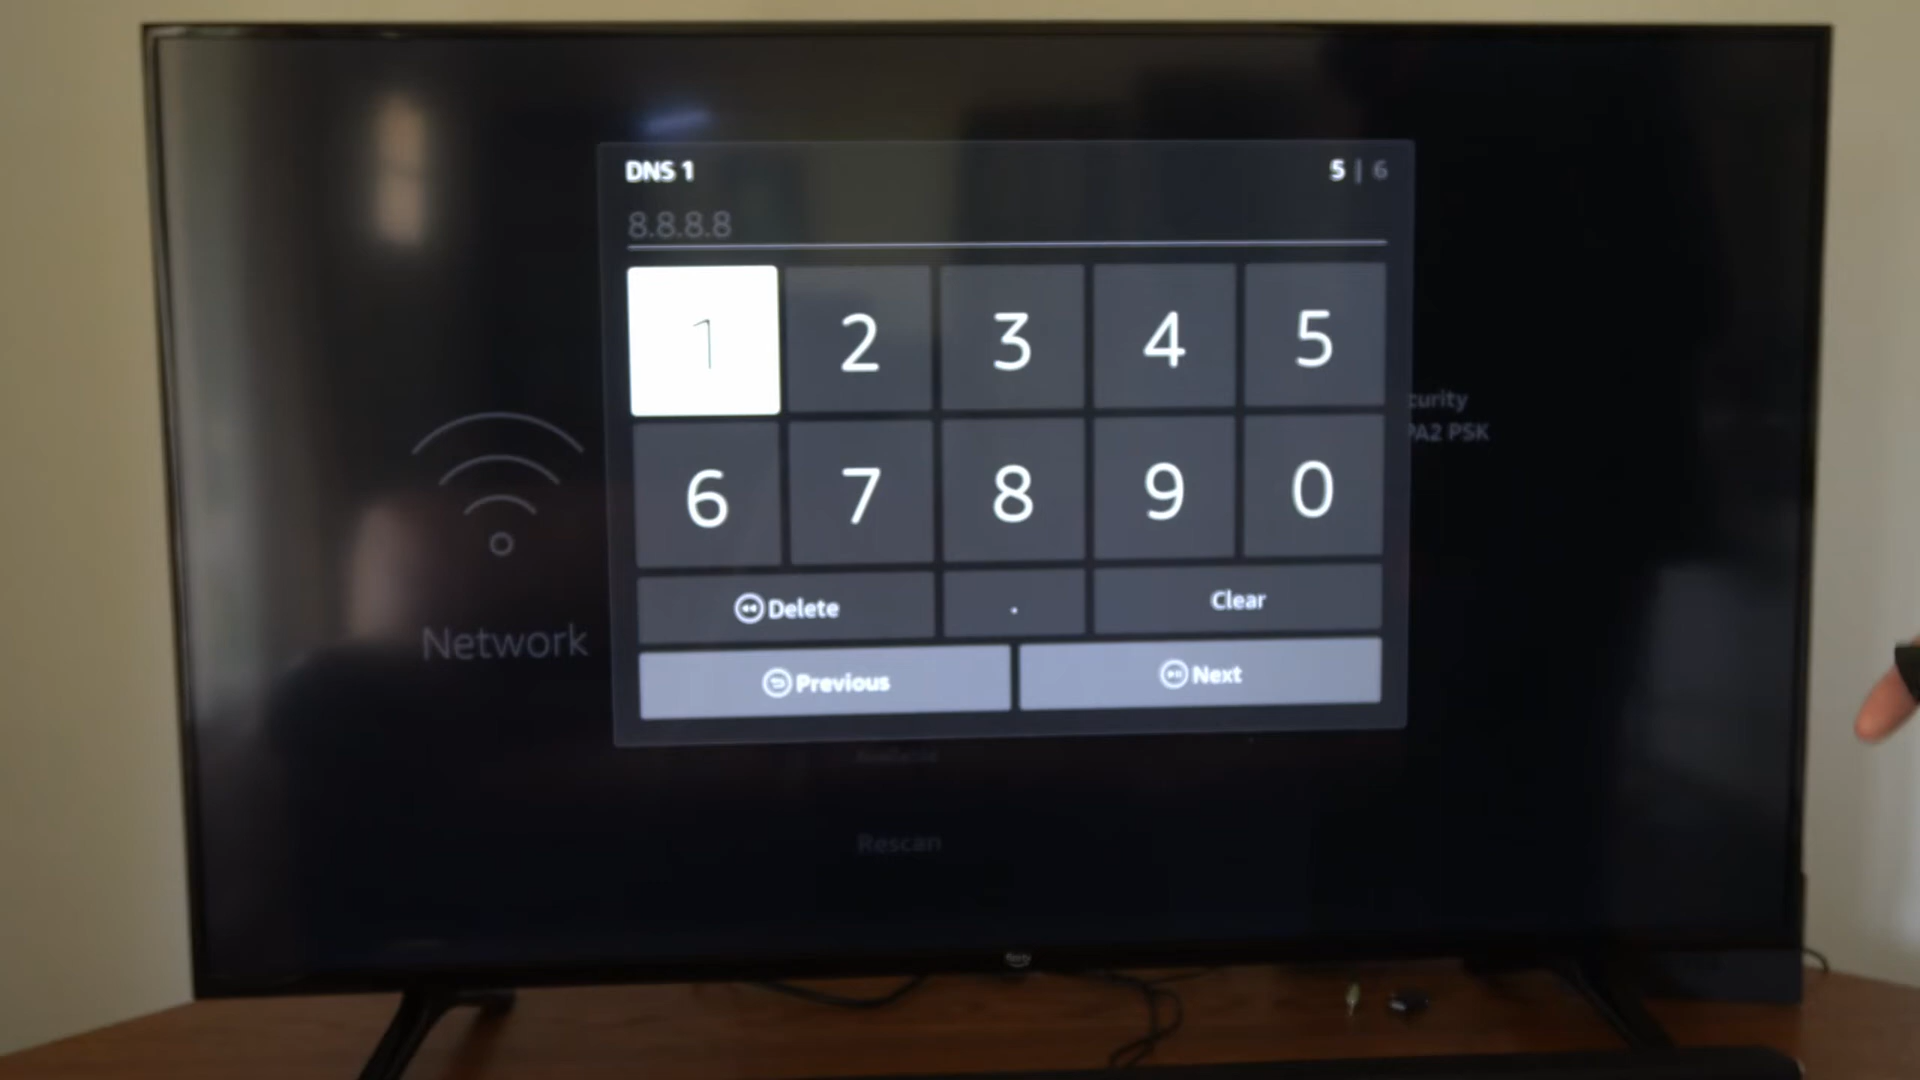 DNS 1
5 | 6
8.8.8.8
1 2 3 4 5
curity
PA2 PSK
6 7 8 9 0
Delete . Clear
Network
Previous Next
Available
Rescan